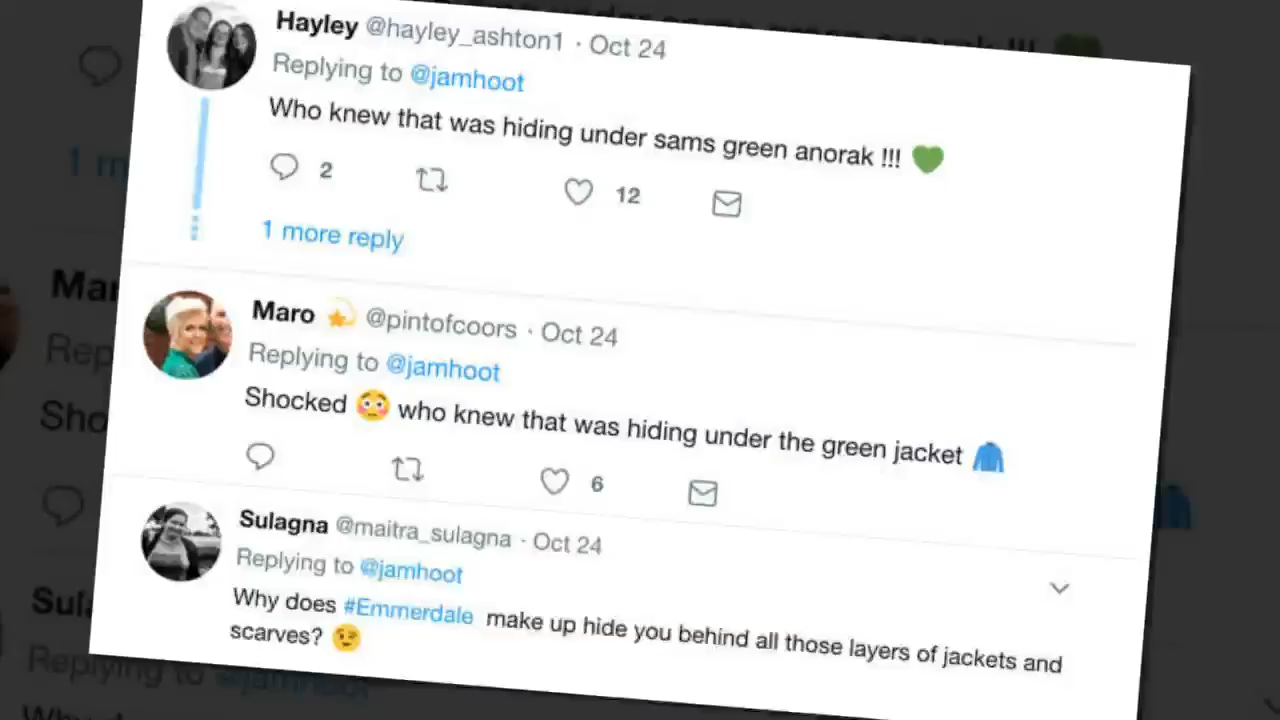 Hayley @hayley_ashton1 · Oct 24
Replying to @jamhoot
Who knew that was hiding under sams green anorak !!! 💚
2 12
1 more reply
Maro 💫 @pintofcoors · Oct 24
Replying to @jamhoot
Shocked 😳 who knew that was hiding under the green jacket 🧥
6
Sulagna @maitra_sulagna · Oct 24
Replying to @jamhoot
Why does #Emmerdale make up hide you behind all those layers of jackets and
scarves? 😉